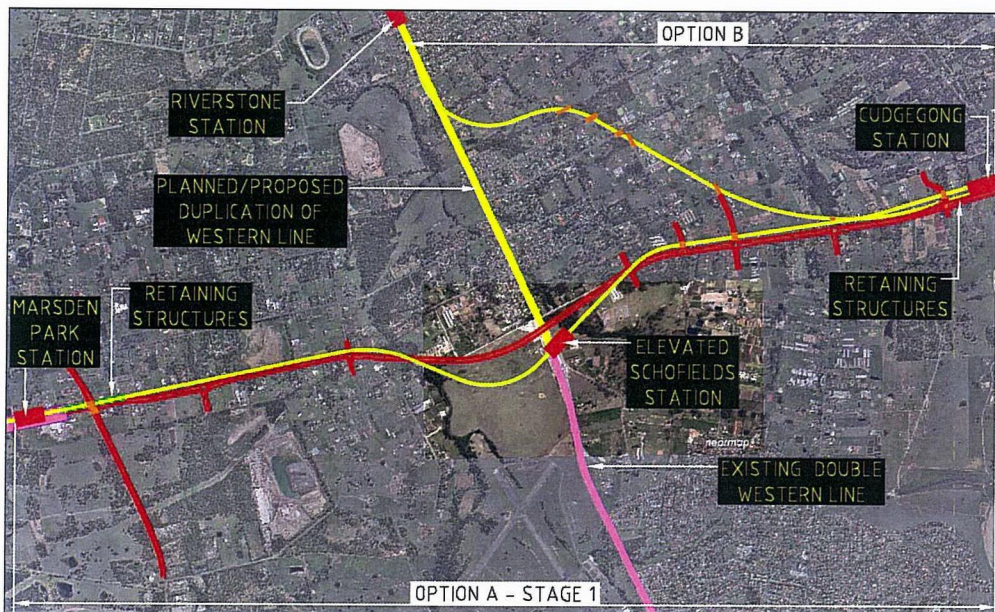 OPTION B
RIVERSTONE
STATION
CUDGEGONG
STATION
PLANNED/PROPOSED
DUPLICATION OF
WESTERN LINE
MARSDEN
PARK
STATION
RETAINING
STRUCTURES
RETAINING
STRUCTURES
ELEVATED
SCHOFIELDS
STATION
nearmap
EXISTING DOUBLE
WESTERN LINE
OPTION A - STAGE 1